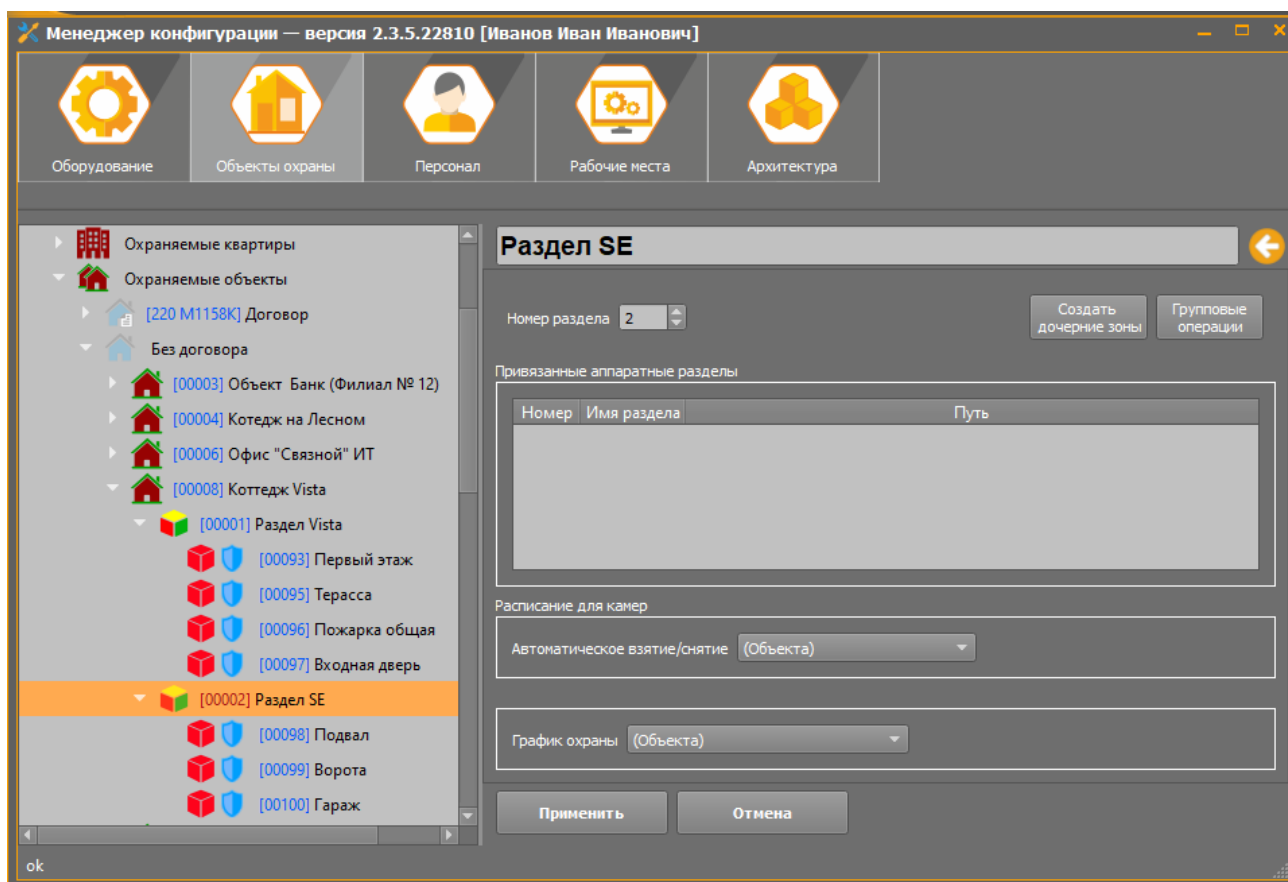 Менеджер конфигурации — версия 2.3.5.22810 [Иванов Иван Иванович]
Оборудование
Объекты охраны
Персонал
Рабочие места
Архитектура
Охраняемые квартиры
Охраняемые объекты
[220 М1158К] Договор
Без договора
[00003] Объект Банк (Филиал № 12)
[00004] Котедж на Лесном
[00006] Офис "Связной" ИТ
[00008] Коттедж Vista
[00001] Раздел Vista
[00093] Первый этаж
[00095] Терасса
[00096] Пожарка общая
[00097] Входная дверь
[00002] Раздел SE
[00098] Подвал
[00099] Ворота
[00100] Гараж
Раздел SE
Номер раздела 2
Создать
дочерние зоны
Групповые
операции
Привязанные аппаратные разделы
Номер Имя раздела Путь
Расписание для камер
Автоматическое взятие/снятие (Объекта)
График охраны (Объекта)
Применить Отмена
ok